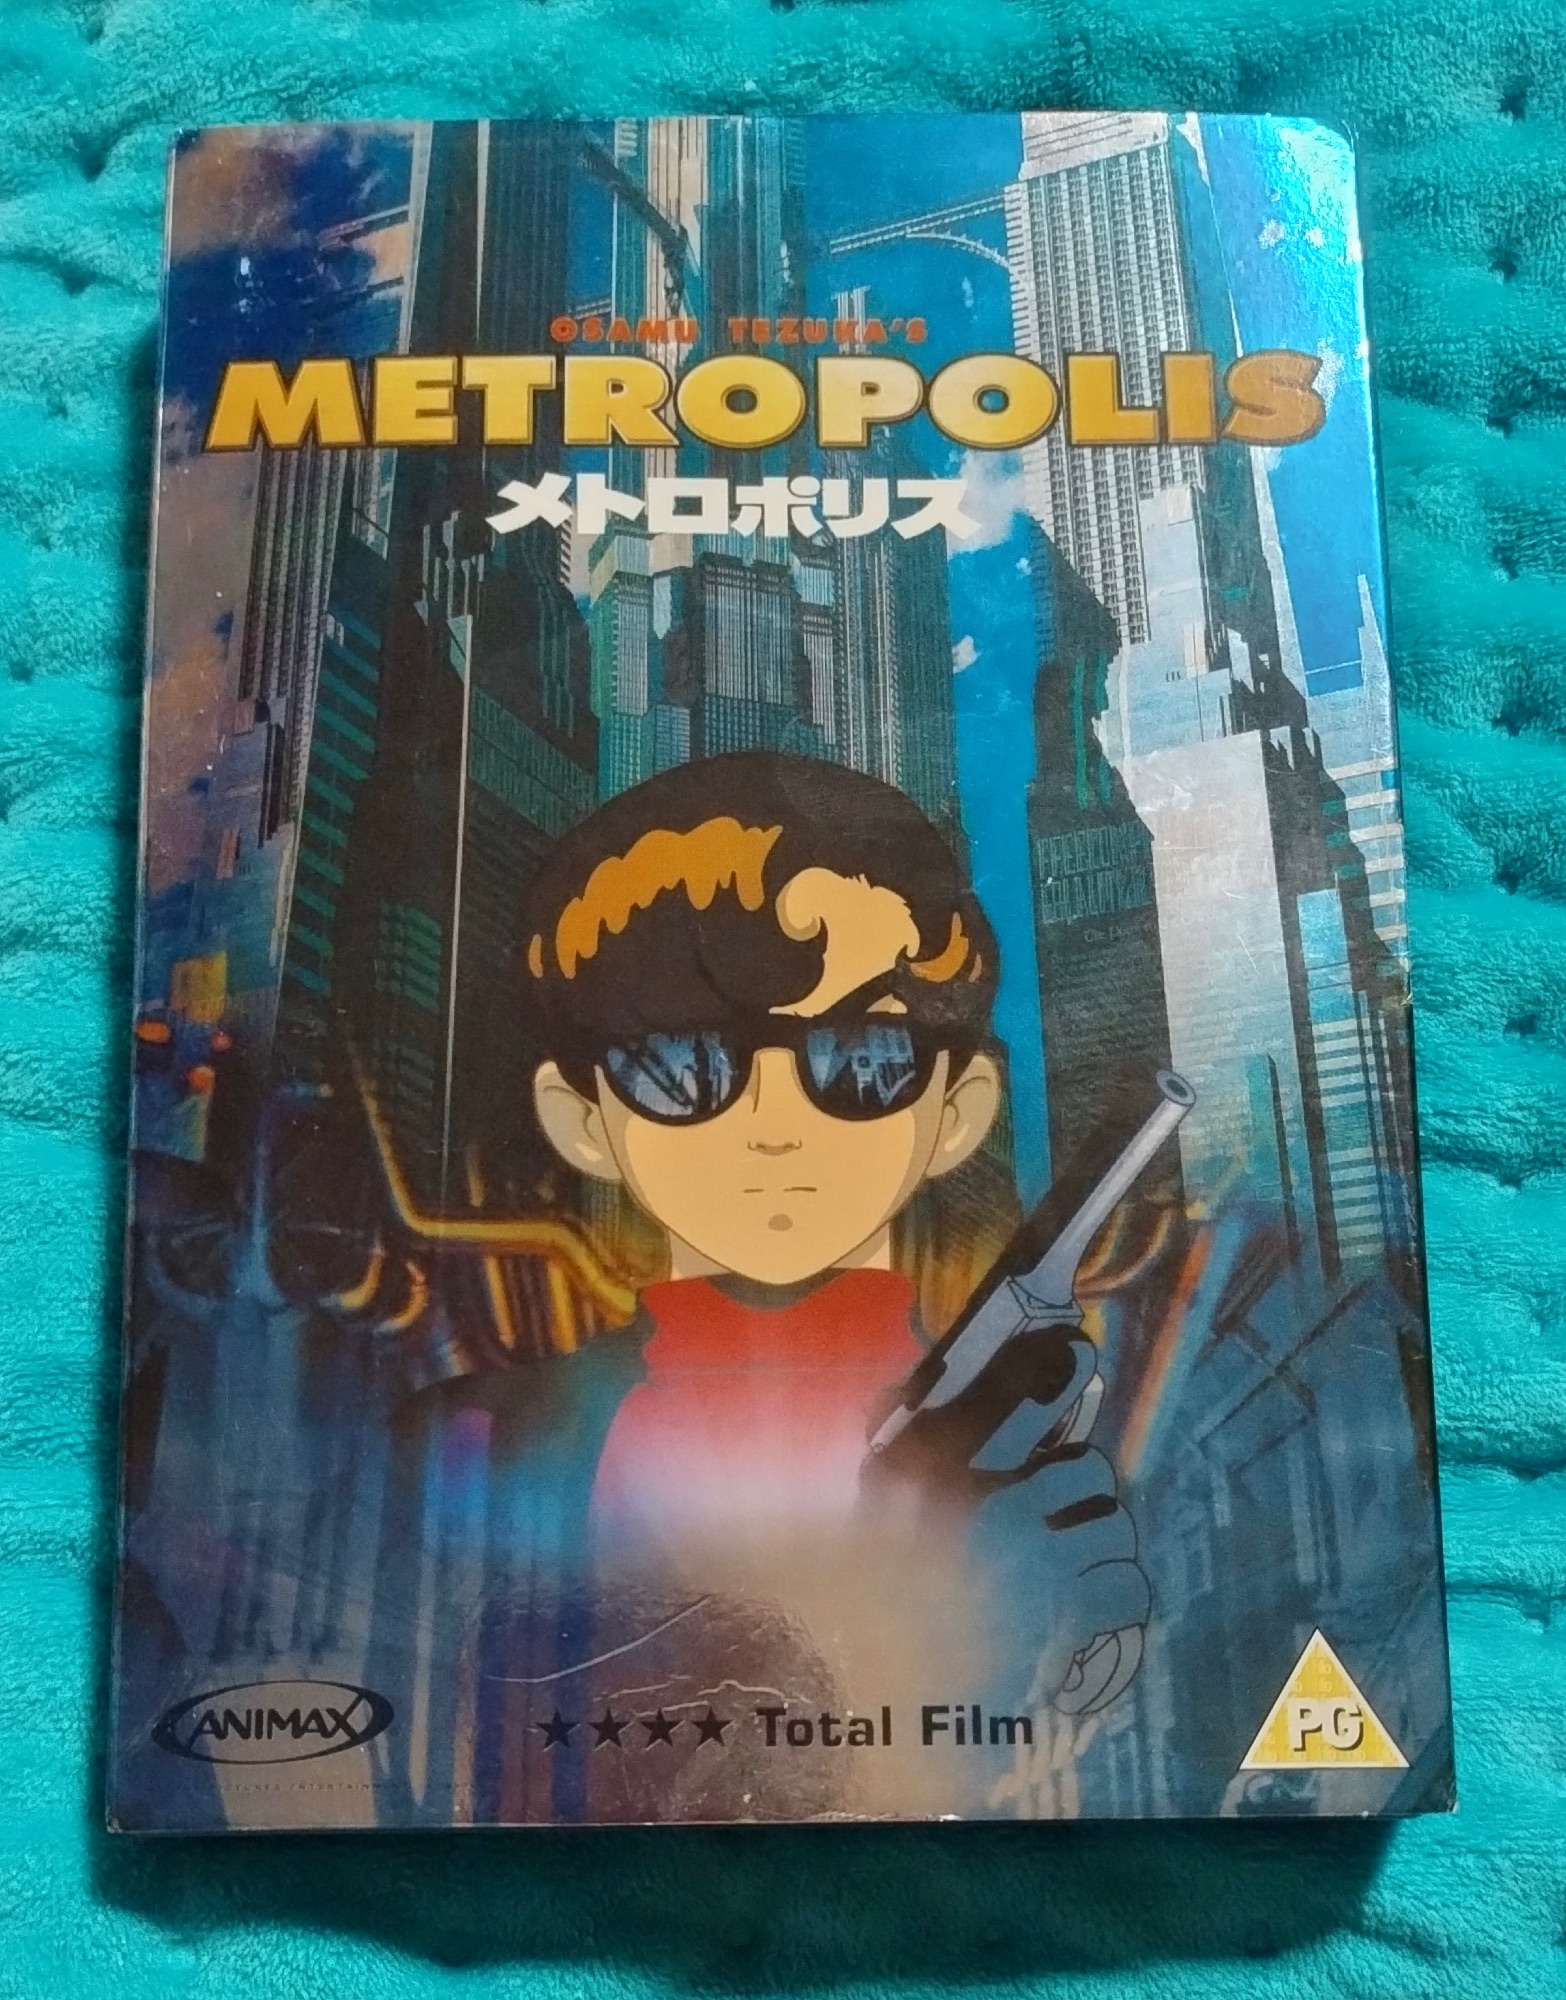 OSAMU TEZUKA'S
METROPOLIS
メトロポリス
ANIMAX
★★★★ Total Film
PG